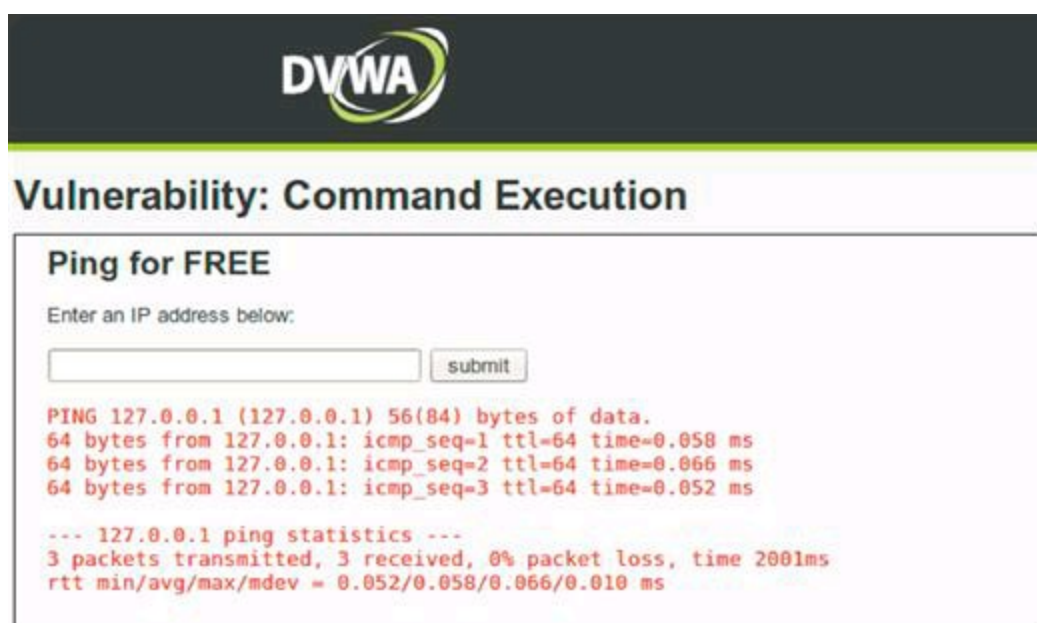 DVWA
Vulnerability: Command Execution
Ping for FREE
Enter an IP address below:
submit
PING 127.0.0.1 (127.0.0.1) 56(84) bytes of data.
64 bytes from 127.0.0.1: icmp_seq=1 ttl=64 time=0.058 ms
64 bytes from 127.0.0.1: icmp_seq=2 ttl=64 time=0.066 ms
64 bytes from 127.0.0.1: icmp_seq=3 ttl=64 time=0.052 ms
--- 127.0.0.1 ping statistics ---
3 packets transmitted, 3 received, 0% packet loss, time 2001ms
rtt min/avg/max/mdev = 0.052/0.058/0.066/0.010 ms